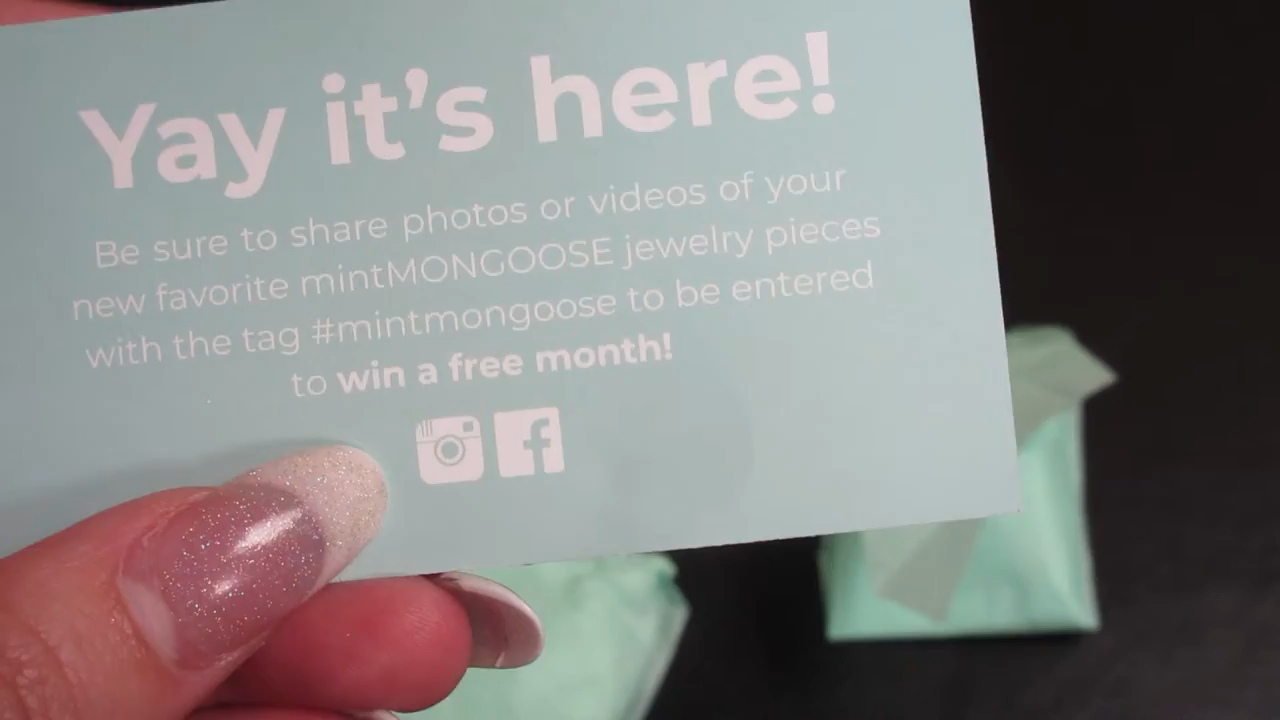 Yay it's here!
Be sure to share photos or videos of your
new favorite mintMONGOOSE jewelry pieces
with the tag #mintmongoose to be entered
to win a free month!